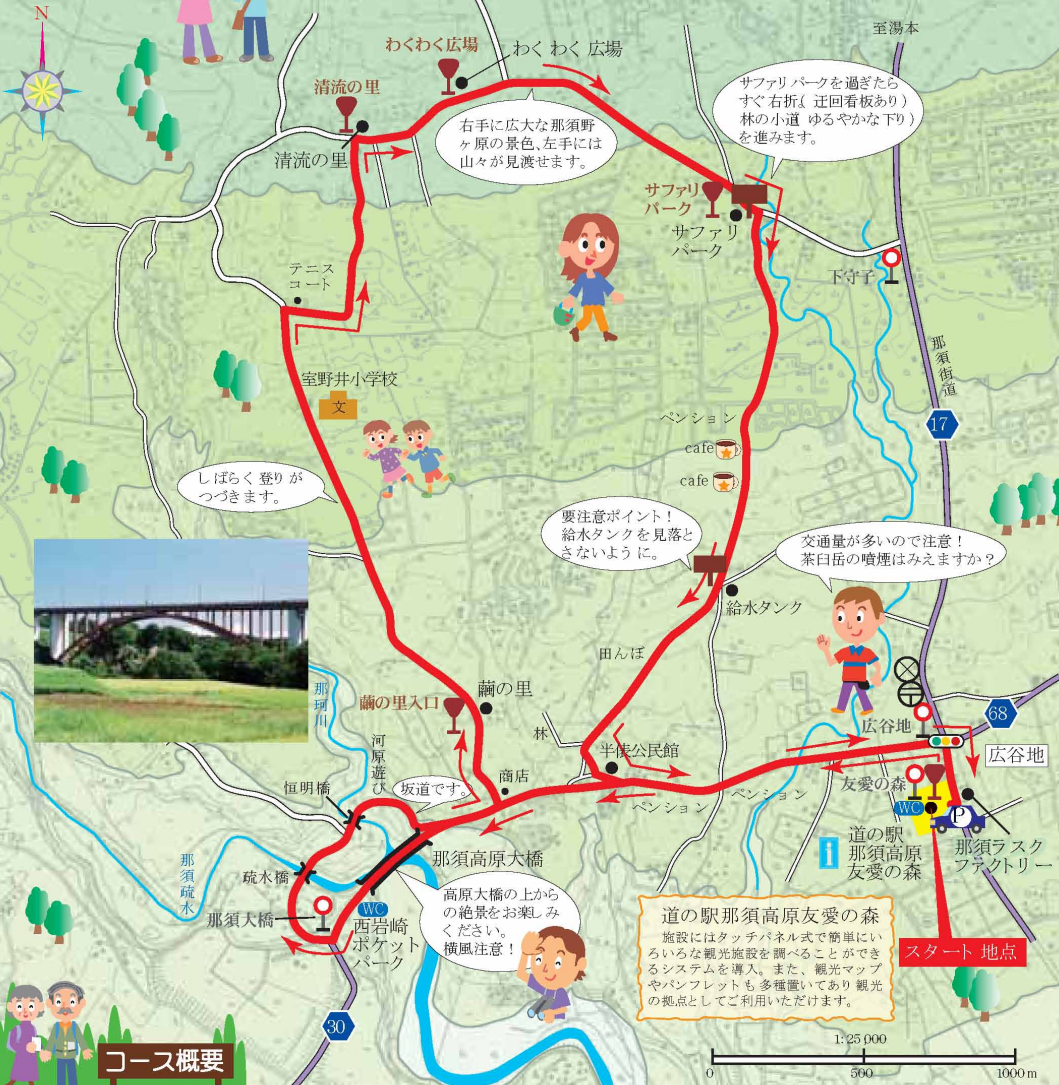 N
至湯本
わくわく広場
わくわく広場
清流の里
清流の里
右手に広大な那須野
ヶ原の景色、左手には
山々が見渡せます。
サファリパークを過ぎたら
すぐ右折(迂回看板あり)
林の小道 ゆるやかな下り)
を進みます。
サファリ
パーク
サファリ
パーク
下守子
テニス
コート
那須街道
17
室野井小学校
文
ペンション
cafe
cafe
しばらく登りが
つづきます。
要注意ポイント!
給水タンクを見落と
さないように。
交通量が多いので注意!
茶臼岳の噴煙はみえますか?
給水タンク
田んぼ
那珂川
繭の里入口
繭の里
林
半俵公民館
広谷地
68
広谷地
河原遊び
坂道です。
商店
恒明橋
ペンション
ペンション
友愛の森
WC
P
那須ラスク
ファクトリー
道の駅
那須高原
友愛の森
那須高原大橋
那須疏水
疏水橋
那須大橋
WC
西岩崎
ポケット
パーク
高原大橋の上から
の絶景をお楽しみ
ください。
横風注意!
道の駅那須高原友愛の森
施設にはタッチパネル式で簡単にい
ろいろな観光施設を調べることができ
るシステムを導入。また、観光マップ
やパンフレットも多種置いてあり観光
の拠点としてご利用いただけます。
スタート地点
30
コース概要
1:25,000
0 500 1000m